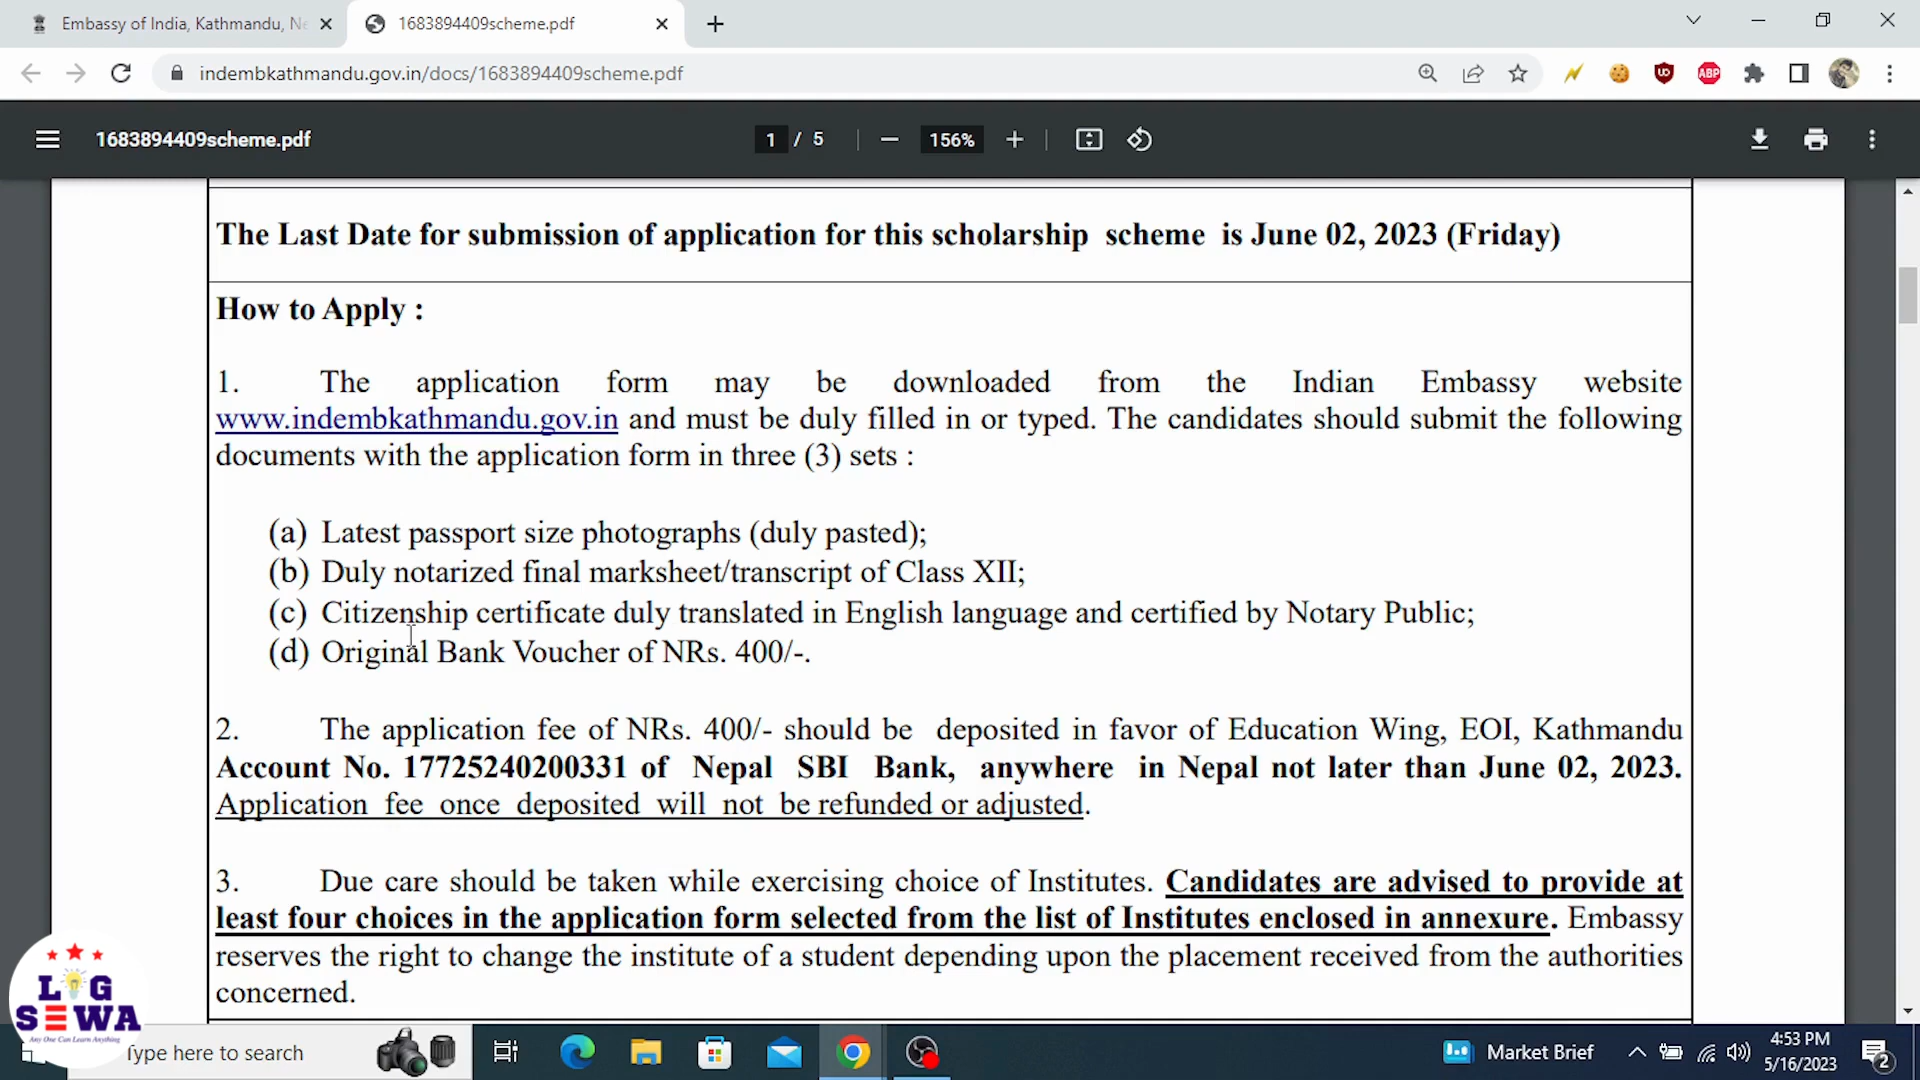 Embassy of India, Kathmandu, Ne
1683894409scheme.pdf
indembkathmandu.gov.in/docs/1683894409scheme.pdf
ABP
1683894409scheme.pdf
1 / 5
156%
The Last Date for submission of application for this scholarship scheme is June 02, 2023 (Friday)
How to Apply :
1. The application form may be downloaded from the Indian Embassy website
www.indembkathmandu.gov.in and must be duly filled in or typed. The candidates should submit the following
documents with the application form in three (3) sets :
(a) Latest passport size photographs (duly pasted);
(b) Duly notarized final marksheet/transcript of Class XII;
(c) Citizenship certificate duly translated in English language and certified by Notary Public;
(d) Original Bank Voucher of NRs. 400/-.
2. The application fee of NRs. 400/- should be deposited in favor of Education Wing, EOI, Kathmandu
Account No. 17725240200331 of Nepal SBI Bank, anywhere in Nepal not later than June 02, 2023.
Application fee once deposited will not be refunded or adjusted.
3. Due care should be taken while exercising choice of Institutes. Candidates are advised to provide at
least four choices in the application form selected from the list of Institutes enclosed in annexure. Embassy
reserves the right to change the institute of a student depending upon the placement received from the authorities
concerned.
LOG
SEWA
Any One Can Learn Anything
Type here to search
Market Brief
4:53 PM
5/16/2023
2